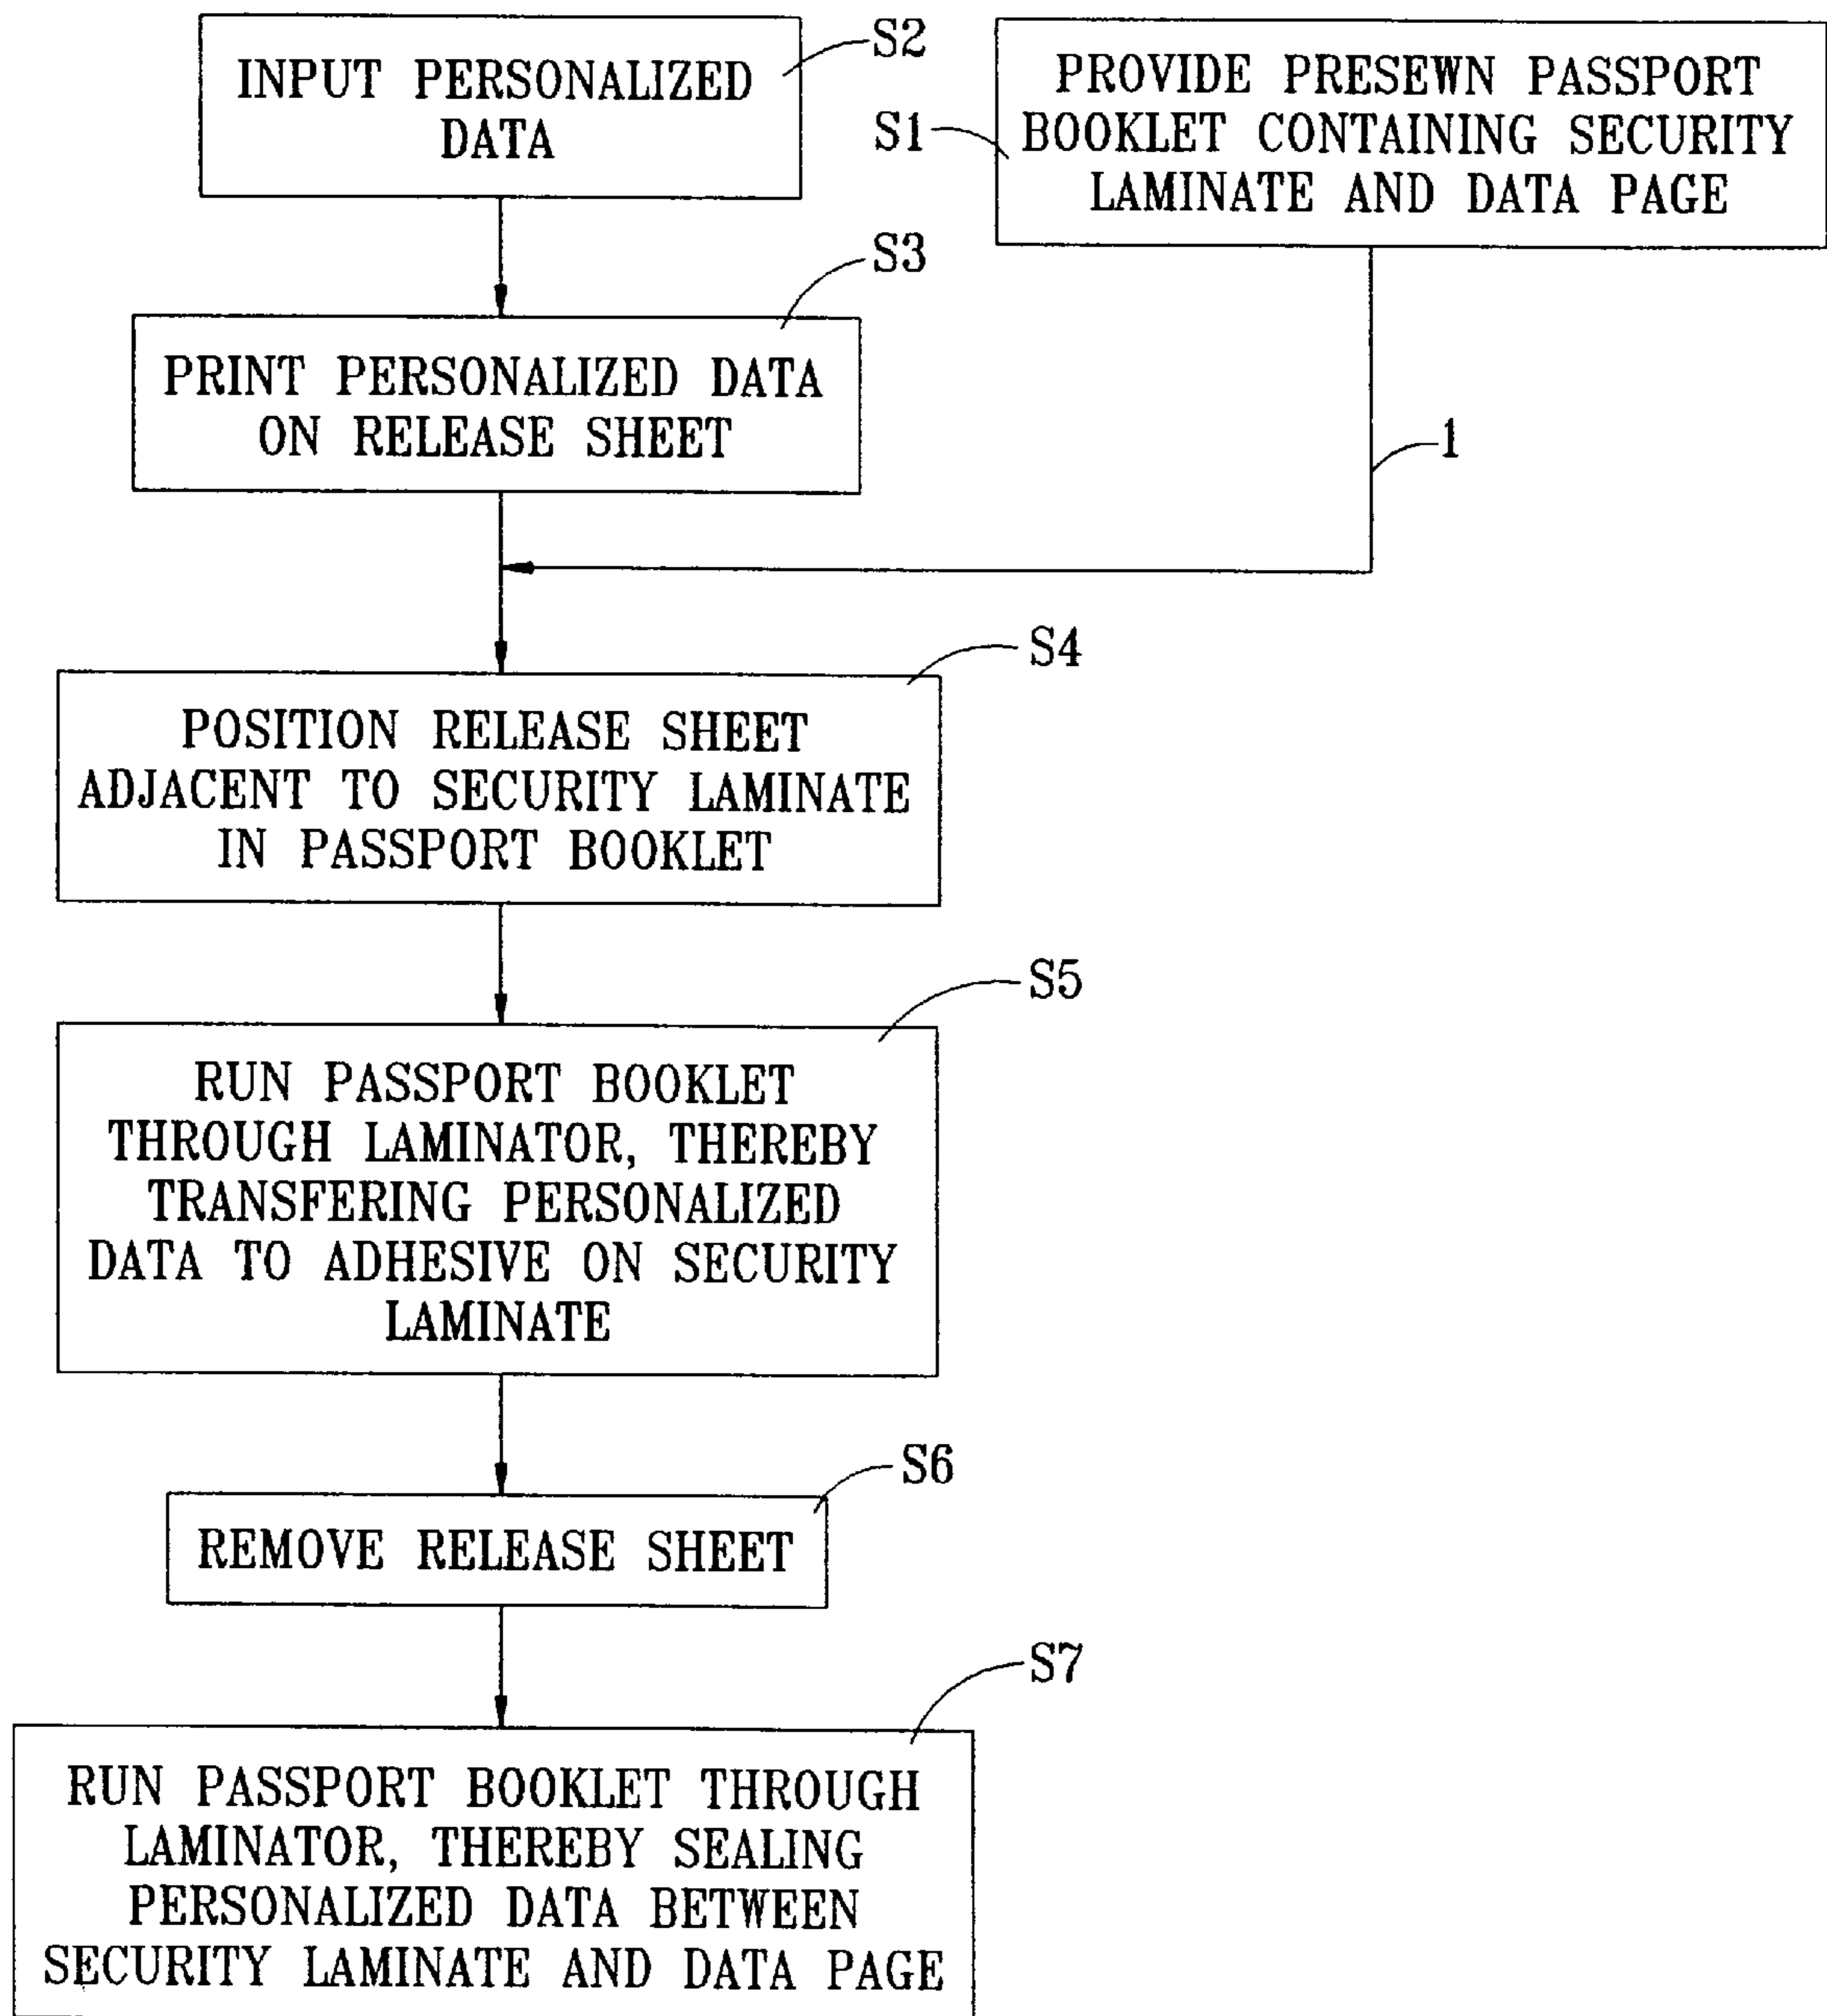 INPUT PERSONALIZED
DATA
S2
PROVIDE PRESEWN PASSPORT
BOOKLET CONTAINING SECURITY
LAMINATE AND DATA PAGE
S1
PRINT PERSONALIZED DATA
ON RELEASE SHEET
S3
1
POSITION RELEASE SHEET
ADJACENT TO SECURITY LAMINATE
IN PASSPORT BOOKLET
S4
RUN PASSPORT BOOKLET
THROUGH LAMINATOR, THEREBY
TRANSFERING PERSONALIZED
DATA TO ADHESIVE ON SECURITY
LAMINATE
S5
REMOVE RELEASE SHEET
S6
RUN PASSPORT BOOKLET THROUGH
LAMINATOR, THEREBY SEALING
PERSONALIZED DATA BETWEEN
SECURITY LAMINATE AND DATA PAGE
S7